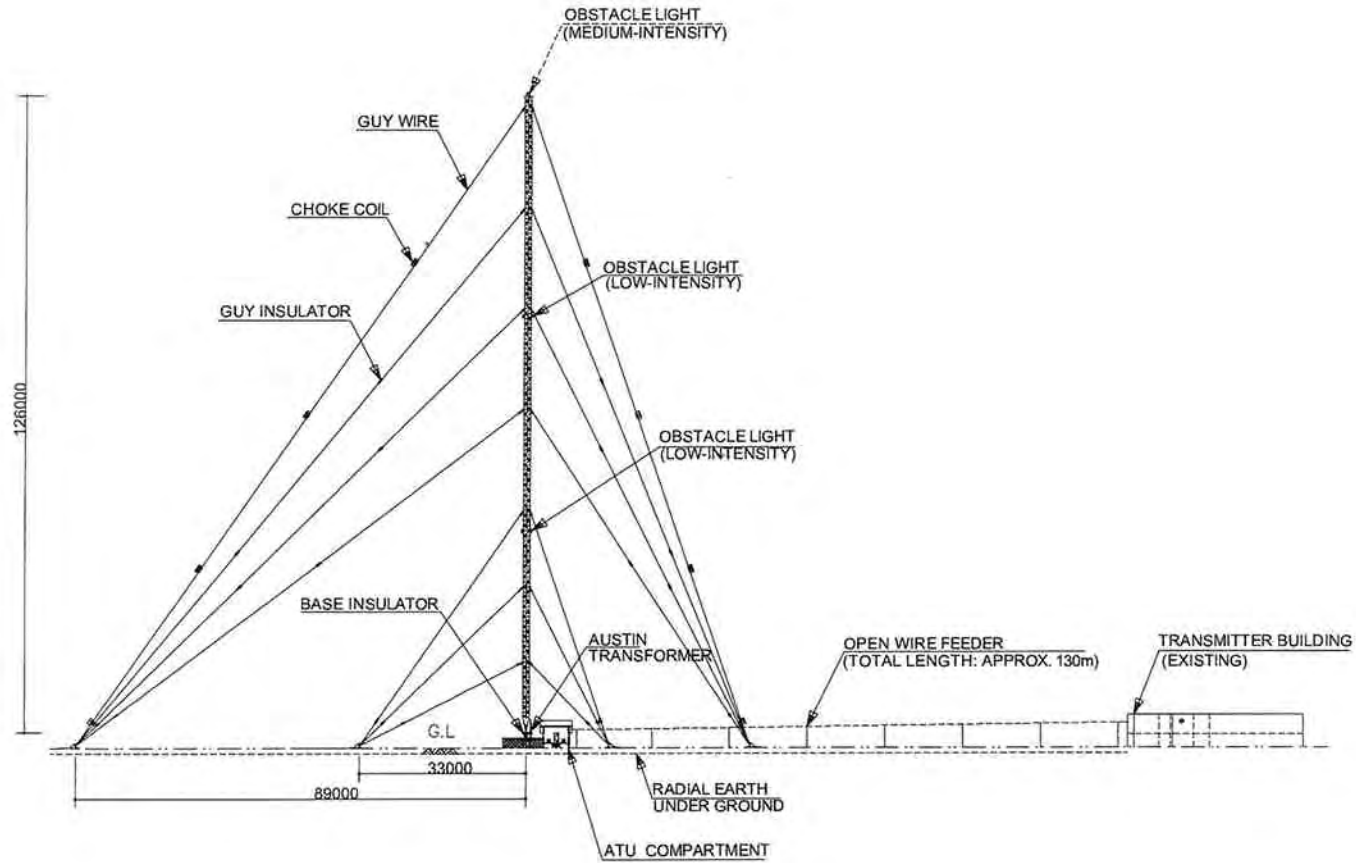 OBSTACLE LIGHT
(MEDIUM-INTENSITY)
GUY WIRE
CHOKE COIL
OBSTACLE LIGHT
(LOW-INTENSITY)
GUY INSULATOR
126000
OBSTACLE LIGHT
(LOW-INTENSITY)
BASE INSULATOR
AUSTIN
TRANSFORMER
OPEN WIRE FEEDER
(TOTAL LENGTH: APPROX. 130m)
TRANSMITTER BUILDING
(EXISTING)
G.L
33000
89000
RADIAL EARTH
UNDER GROUND
ATU COMPARTMENT